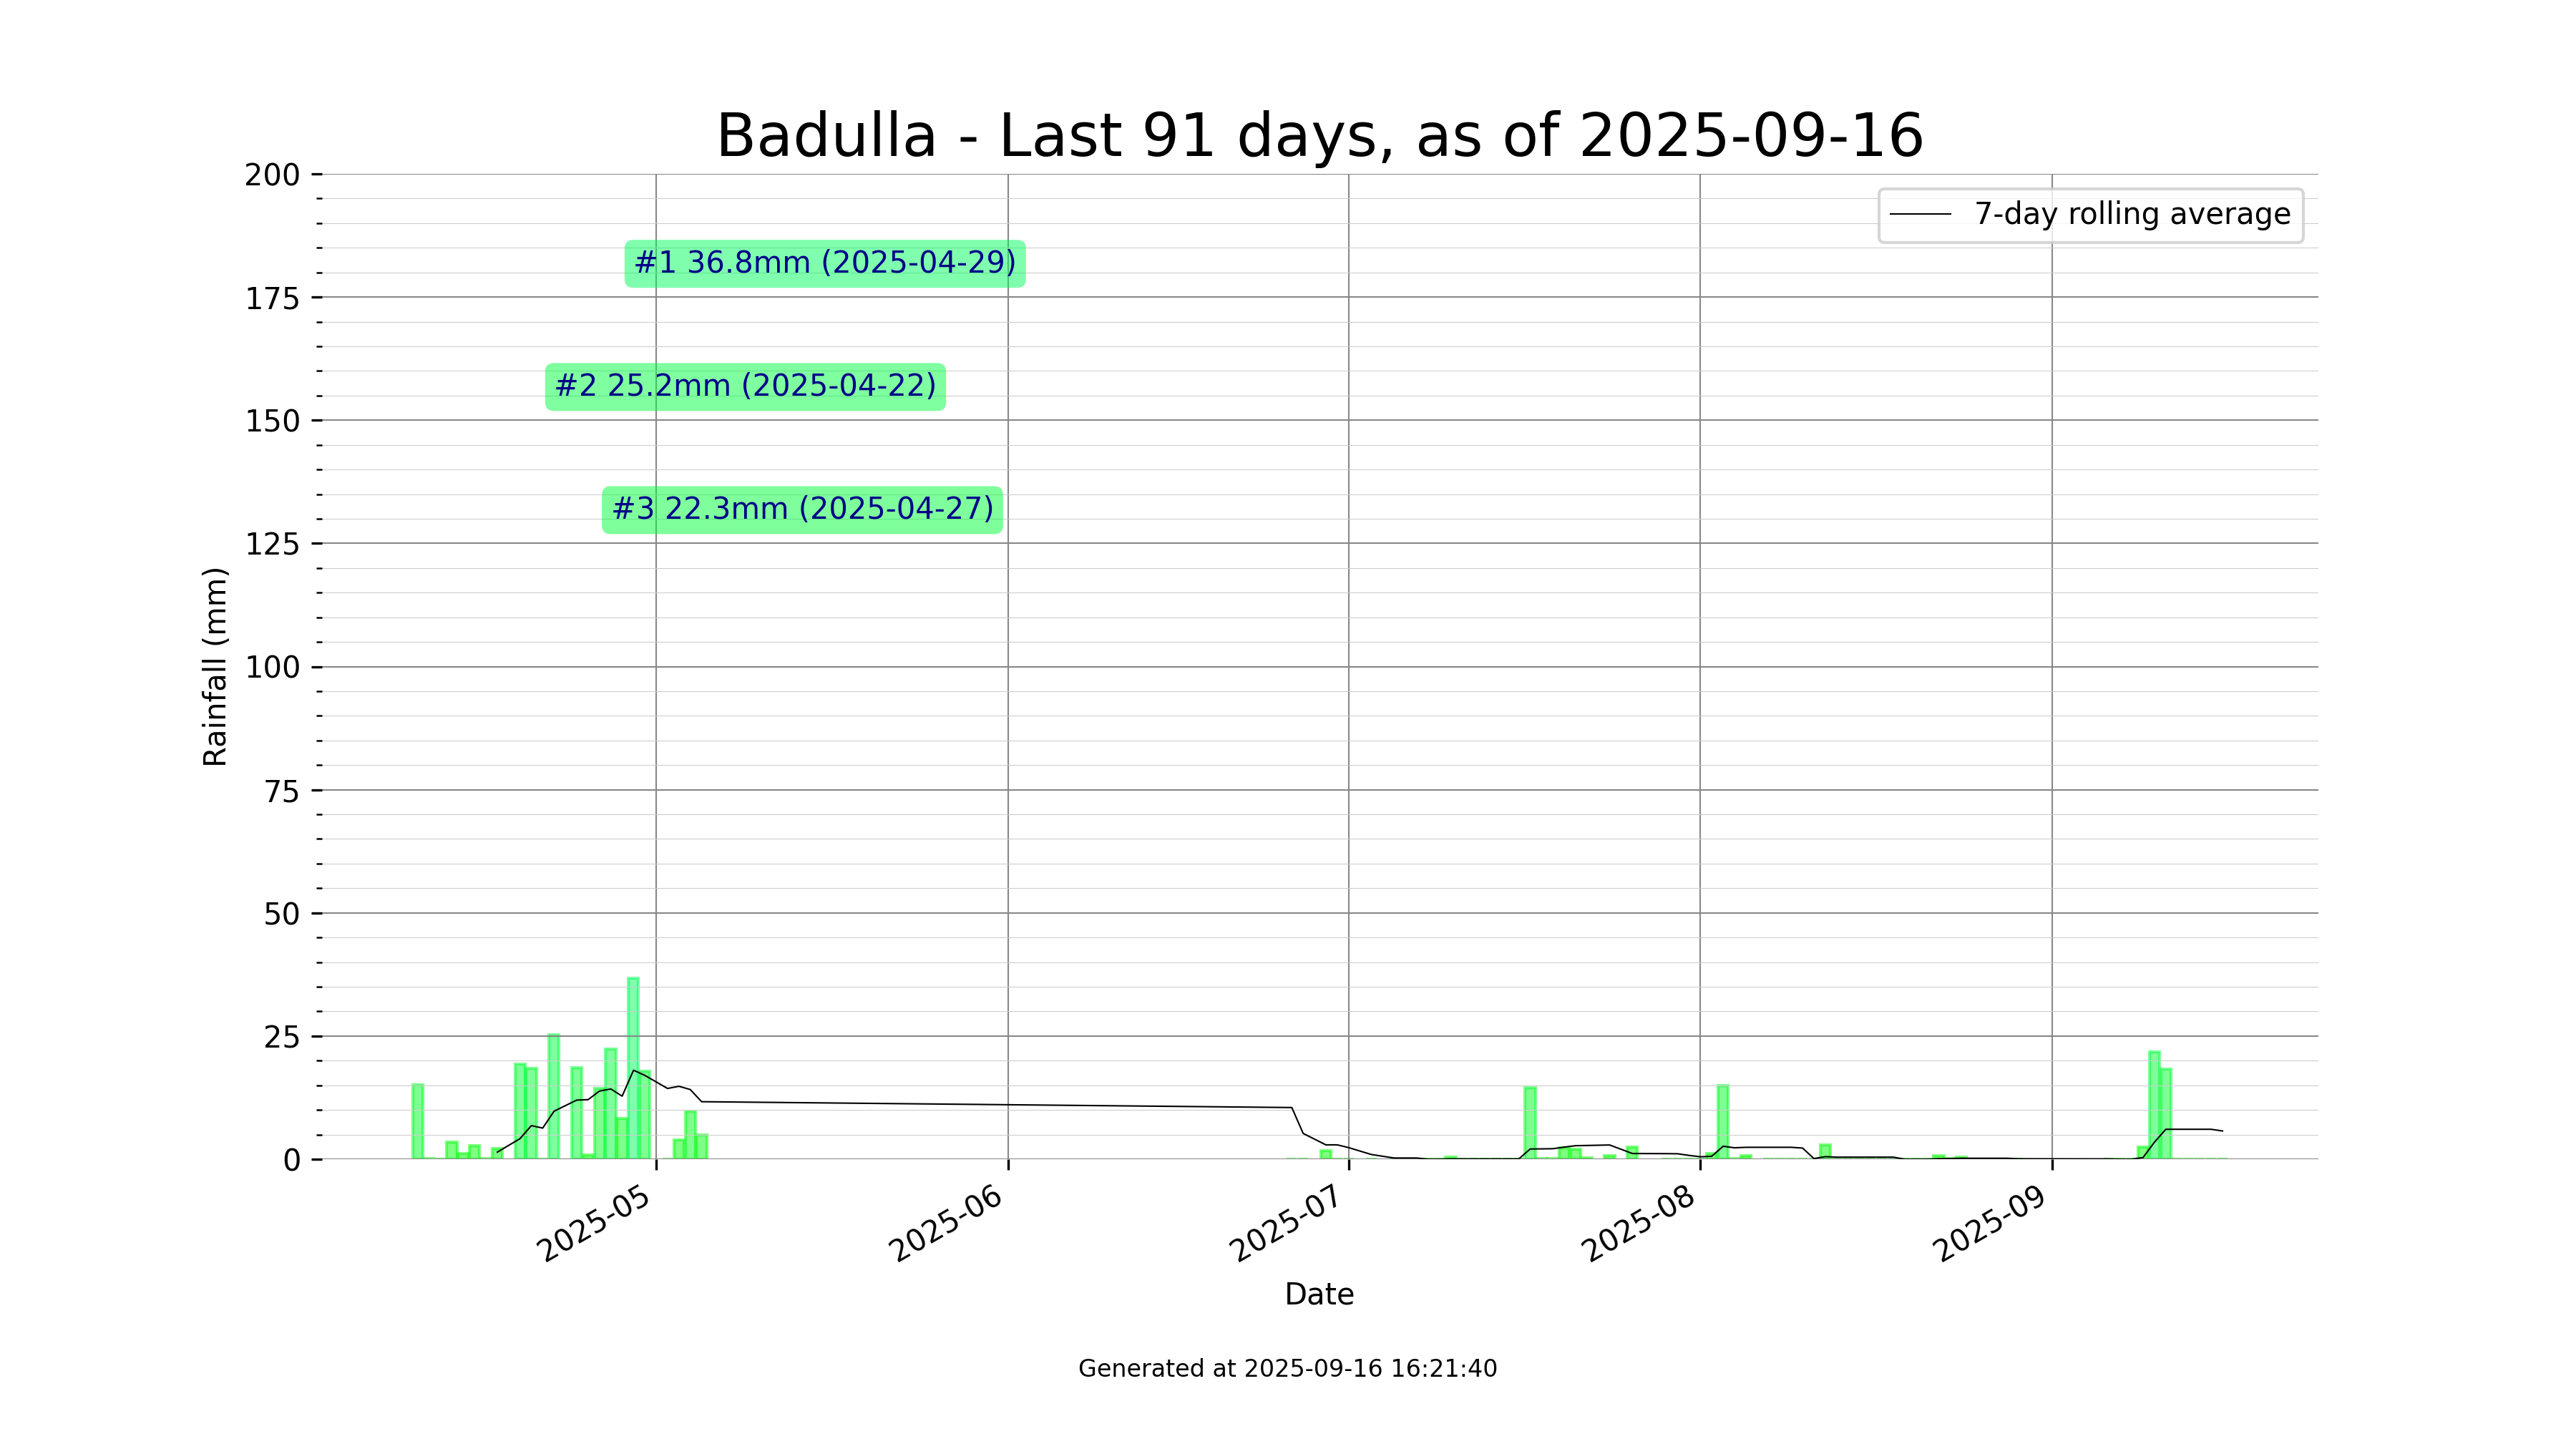 Badulla - Last 91 days, as of 2025-09-16
200
175
150
125
100
75
50
25
0
Rainfall (mm)
7-day rolling average
#1 36.8mm (2025-04-29)
#2 25.2mm (2025-04-22)
#3 22.3mm (2025-04-27)
2025-05
2025-06
2025-07
2025-08
2025-09
Date
Generated at 2025-09-16 16:21:40